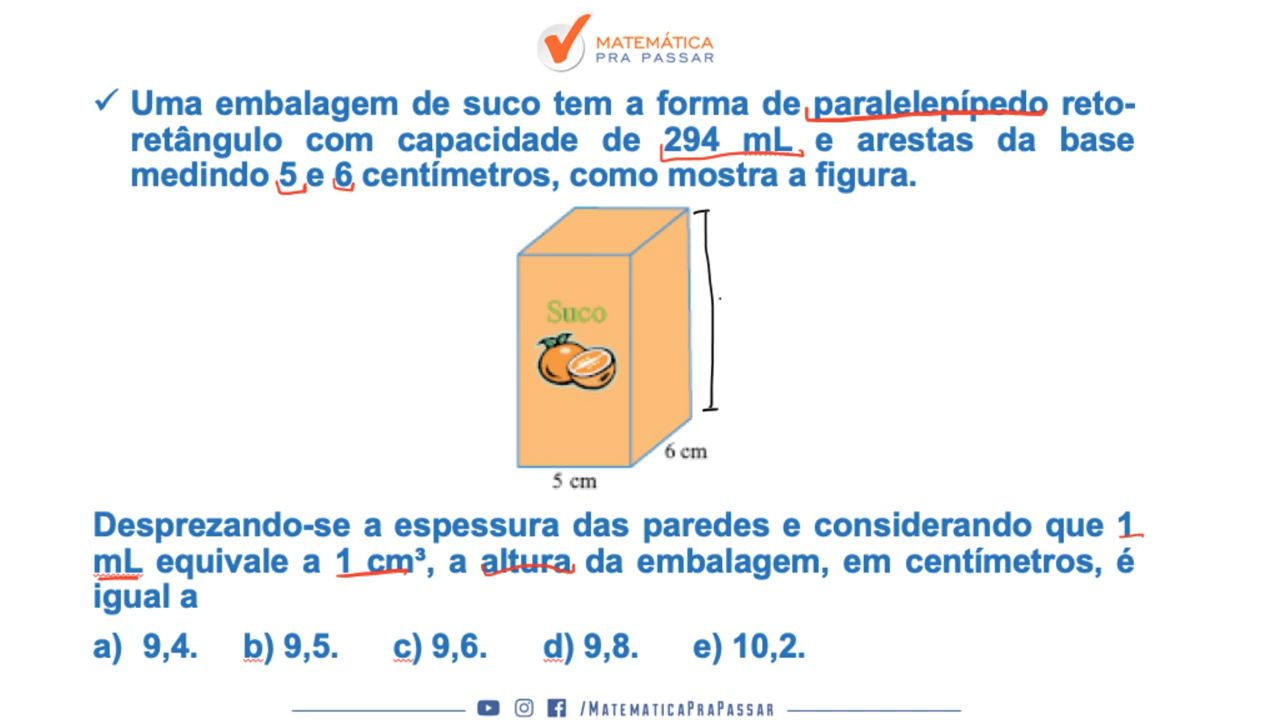 MATEMÁTICA
PRA PASSAR
✓ Uma embalagem de suco tem a forma de paralelepípedo reto-
retângulo com capacidade de 294 mL e arestas da base
medindo 5 e 6 centímetros, como mostra a figura.
Suco
6 cm
5 cm
Desprezando-se a espessura das paredes e considerando que 1
mL equivale a 1 cm³, a altura da embalagem, em centímetros, é
igual a
a) 9,4. b) 9,5. c) 9,6. d) 9,8. e) 10,2.
/MATEMATICAPRAPASSAR